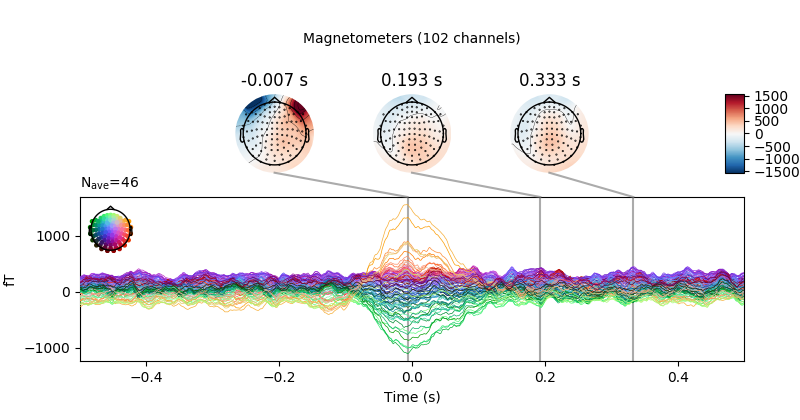 Magnetometers (102 channels)
-0.007 s
0.193 s
0.333 s
1500
1000
500
0
−500
−1000
−1500
Nave=46
1000
0
−1000
fT
−0.4
−0.2
0.0
0.2
0.4
Time (s)